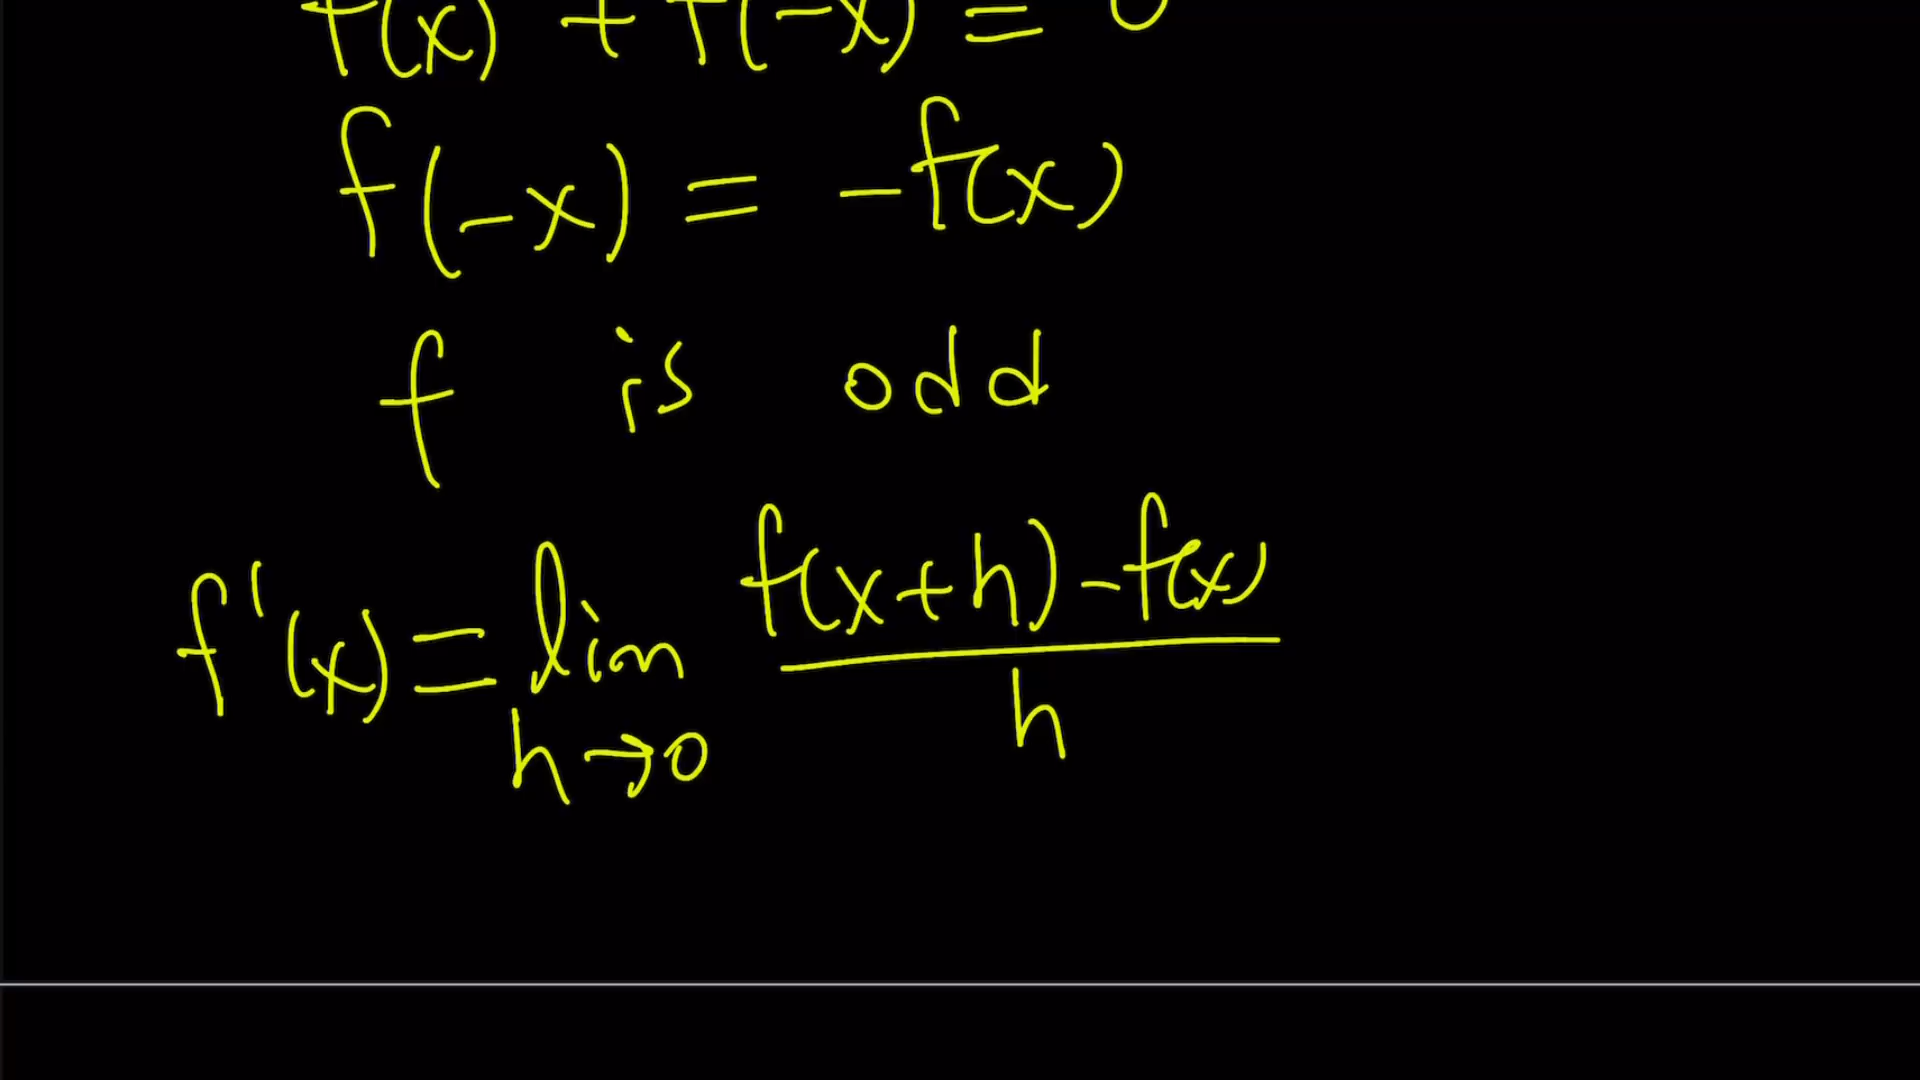 f(x) + f(-x) = 0
f(-x) = -f(x)
f is odd
f'(x) = lim h→0 f(x+h) - f(x) / h